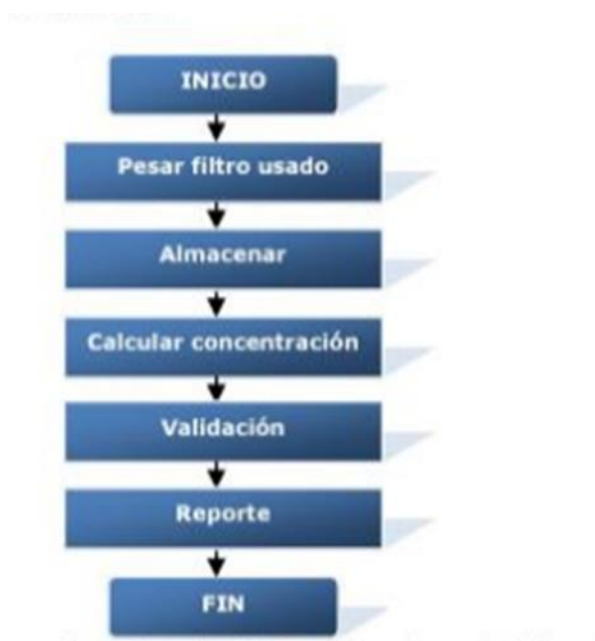 INICIO
Pesar filtro usado
Almacenar
Calcular concentración
Validación
Reporte
FIN